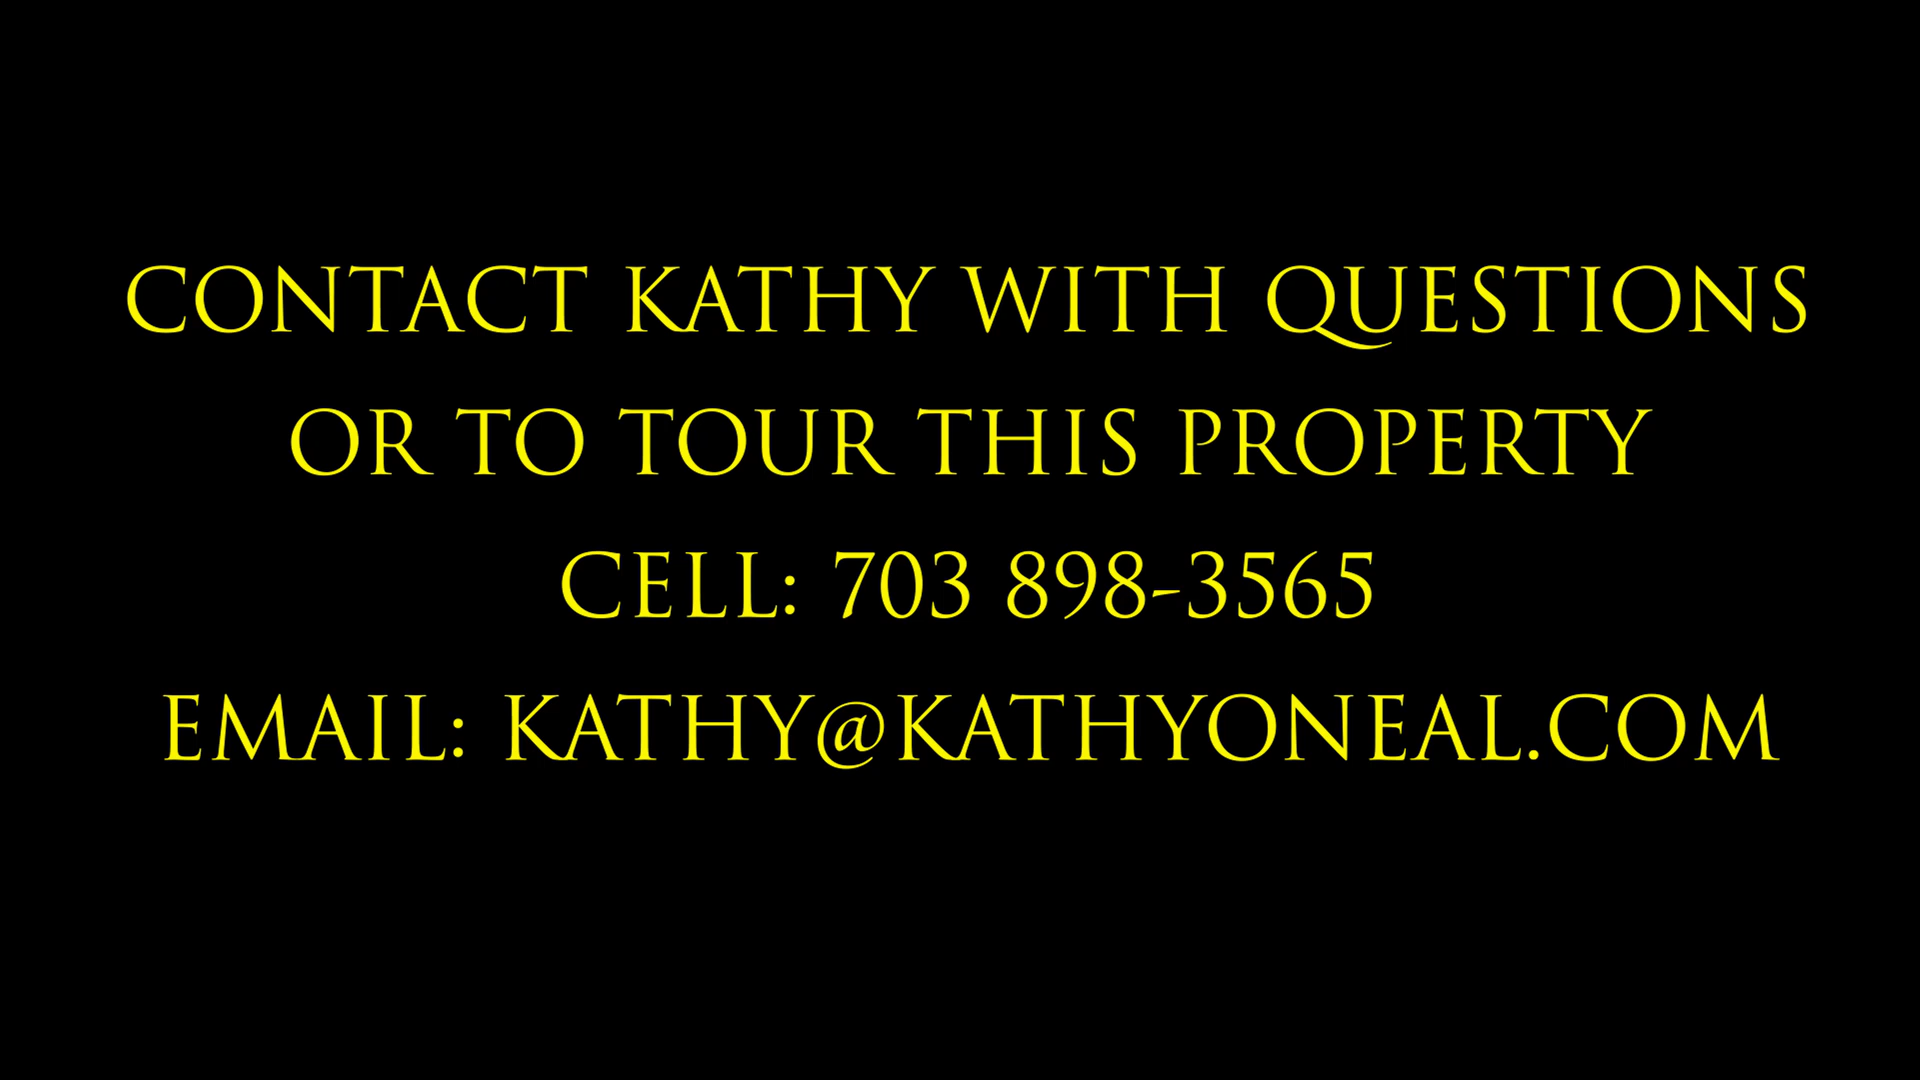 CONTACT KATHY WITH QUESTIONS
OR TO TOUR THIS PROPERTY
CELL: 703 898-3565
EMAIL: KATHY@KATHYONEAL.COM